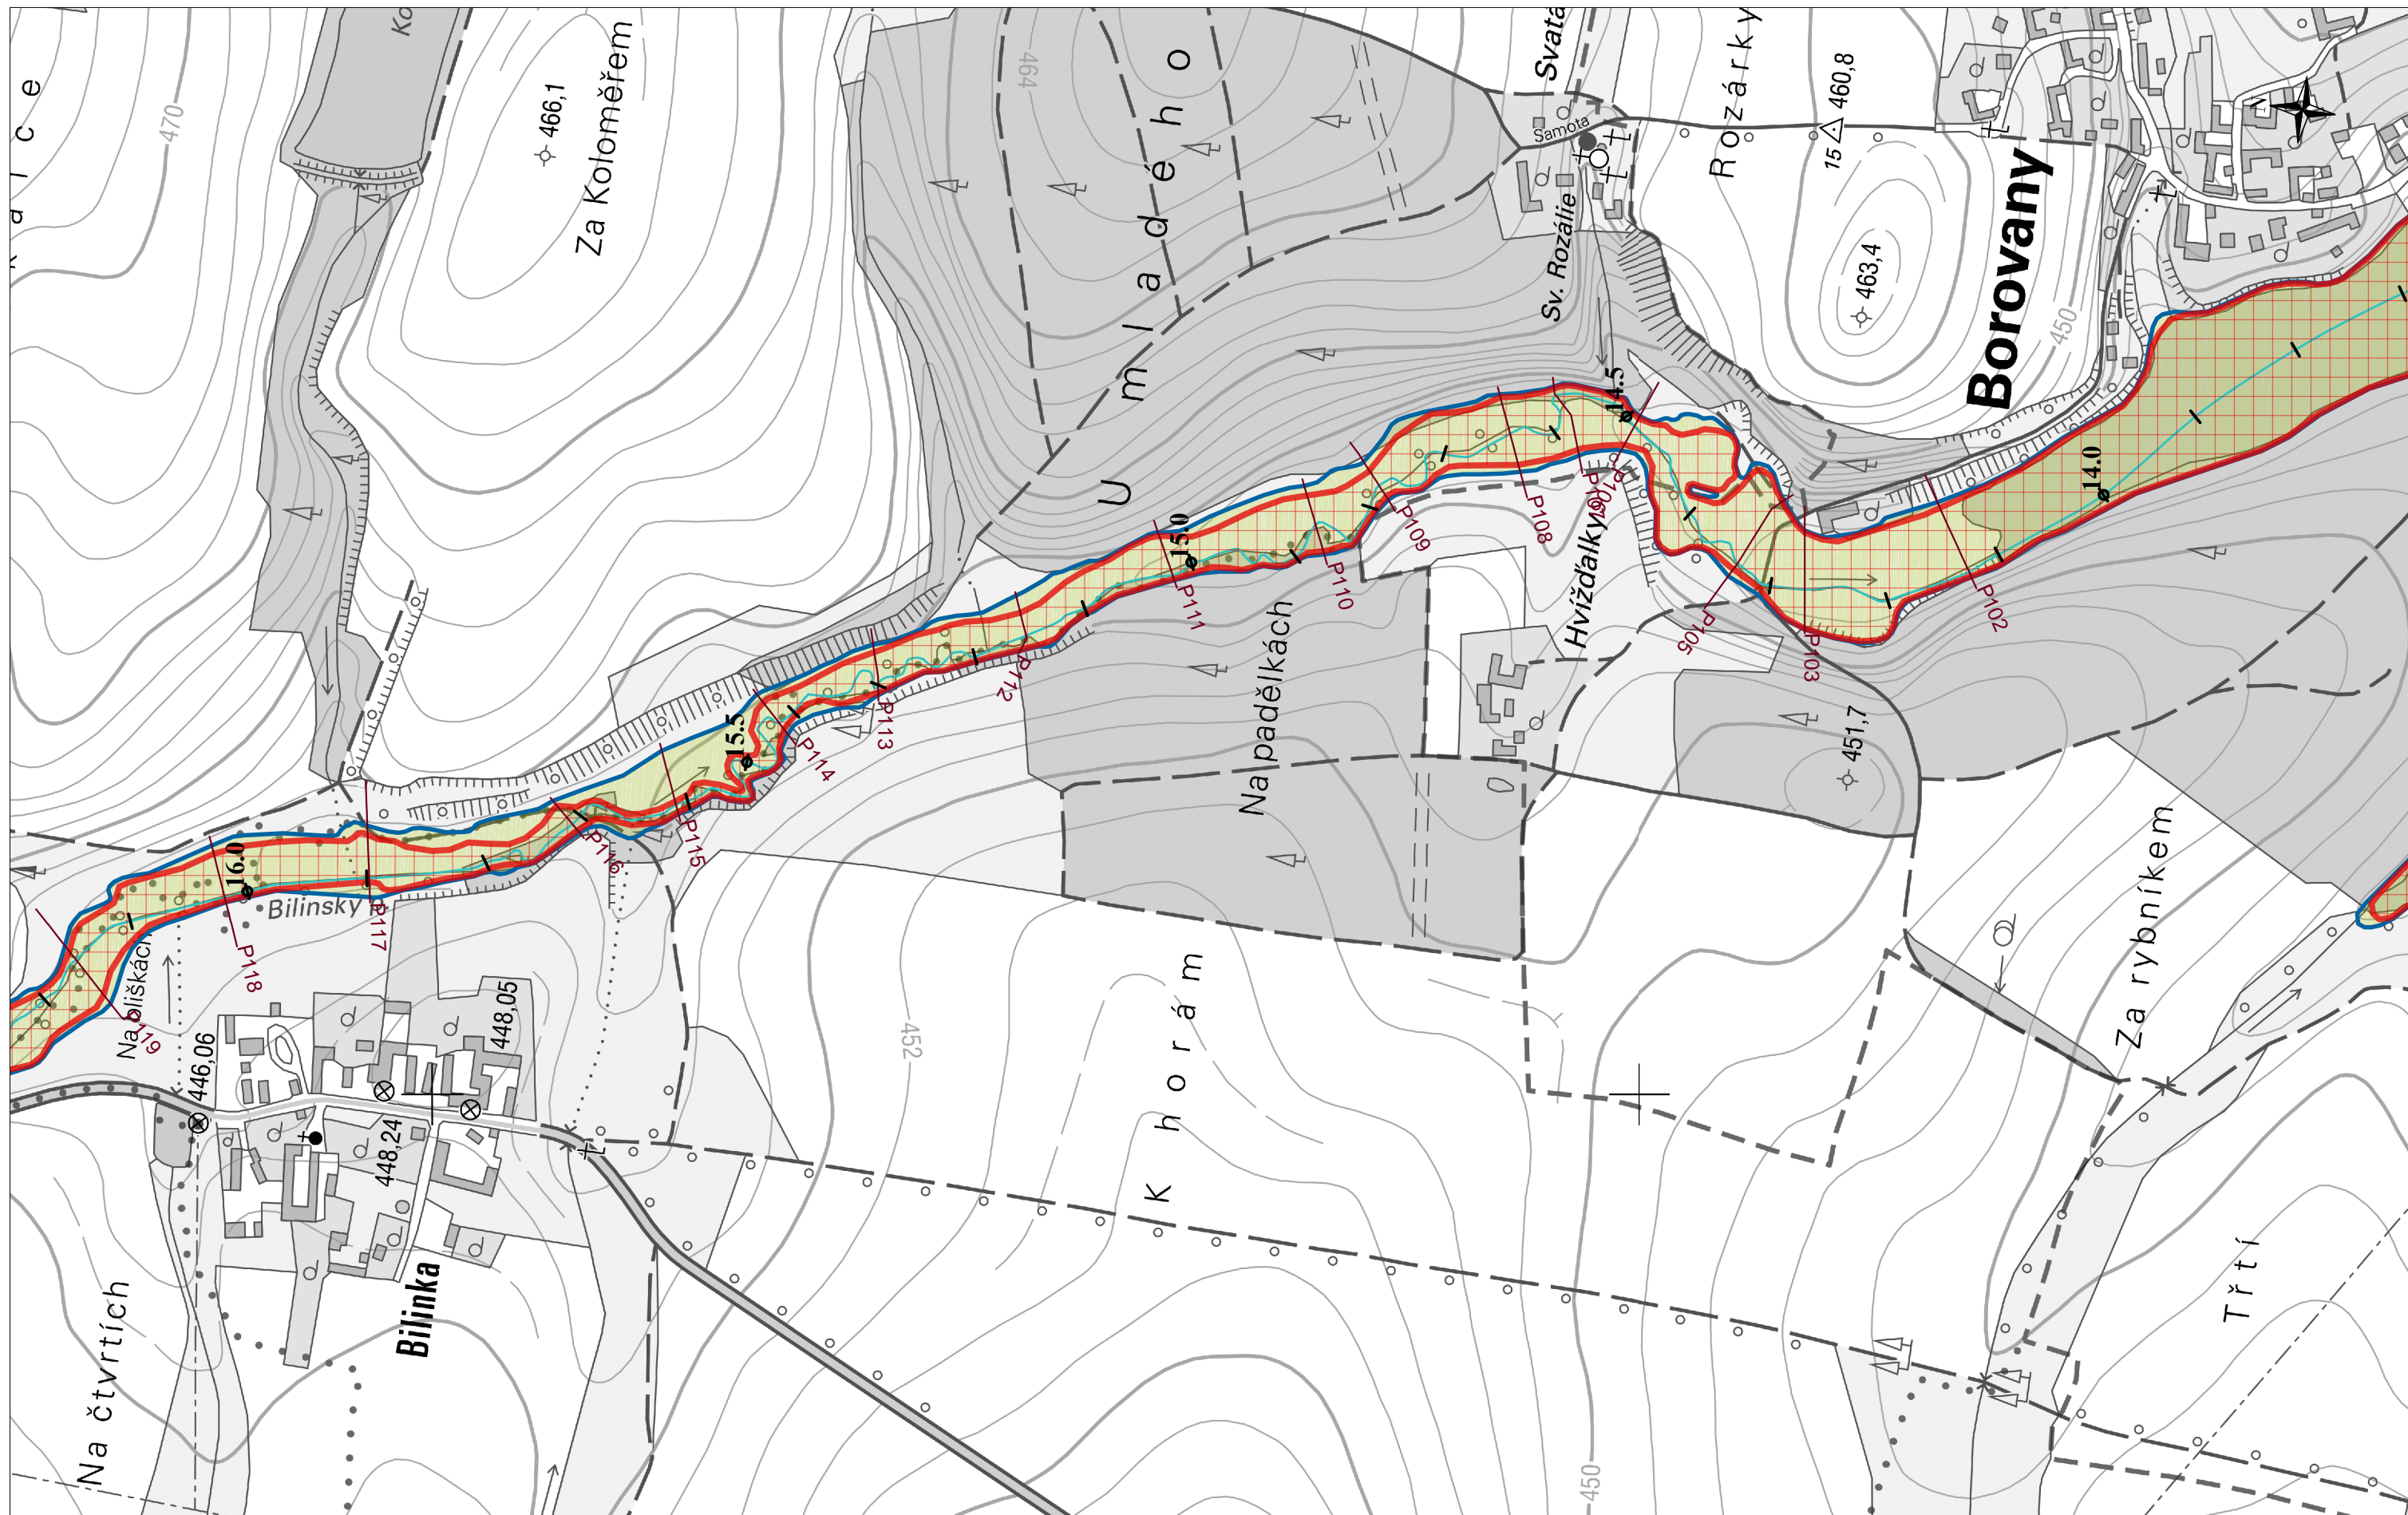 470
466,1
Za Koloměřem
464
U mladého
Svatá
Samota
Sv. Rozálie
Rozárky
15
460,8
463,4
Borovany
450
N
14.0
14.5
15.0
15.5
16.0
P102
P103
P105
P108
P109
P110
P111
P112
P113
P114
P115
P116
P117
P118
P119
Hvížďalky
Na padělkách
451,7
Bilinský
Na bliškách
446,06
448,05
448,24
Bilinka
Na čtvrtích
452
K horám
450
Za rybníkem
Třtí